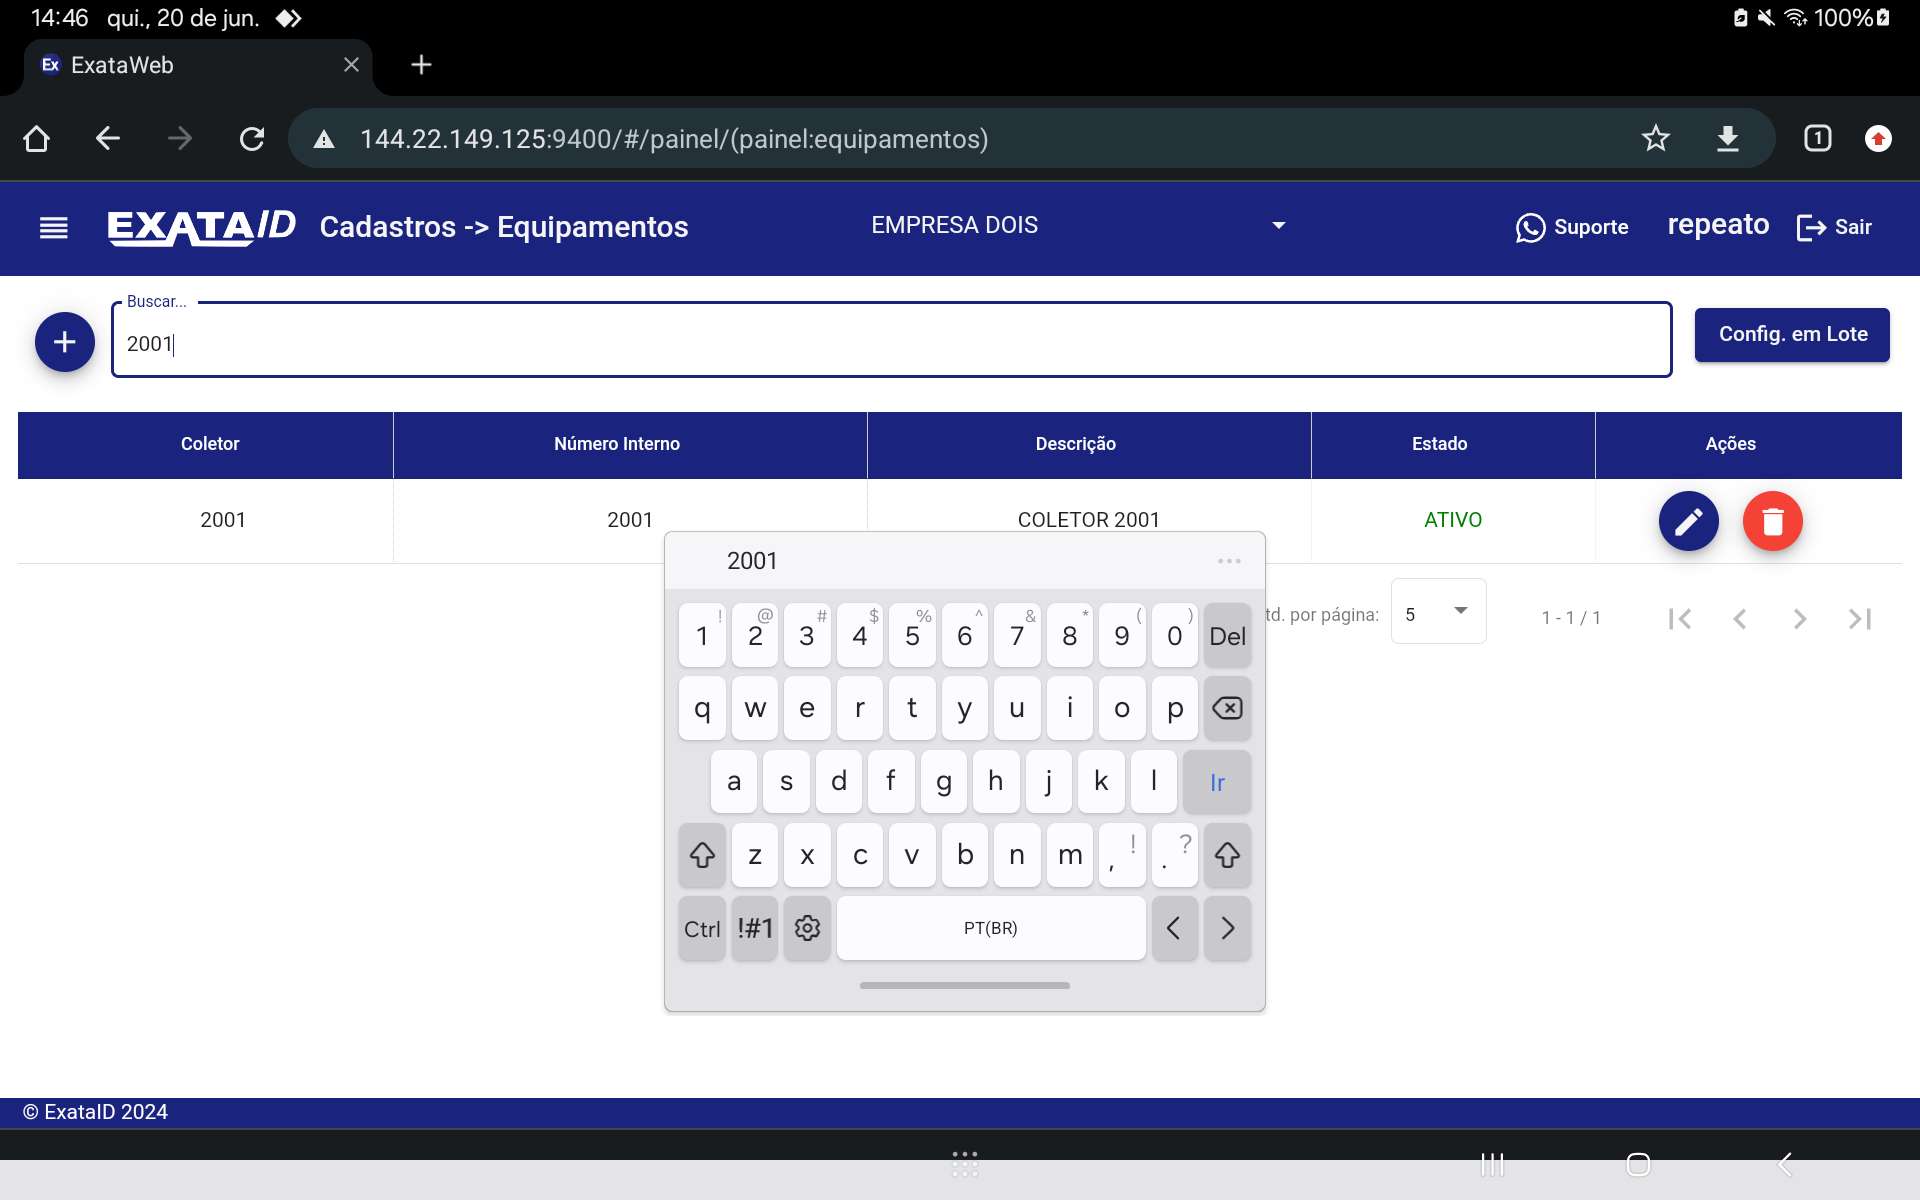 14:46 qui., 20 de jun. 100%
Ex ExataWeb
144.22.149.125:9400/#/painel/(painel:equipamentos) 1
EXATAID Cadastros -> Equipamentos EMPRESA DOIS Suporte repeato Sair
Buscar...
2001
Config. em Lote
Coletor Número Interno Descrição Estado Ações
2001 2001 COLETOR 2001 ATIVO
2001 ...
td. por página: 5 1 - 1 / 1
! @ # $ % ^ & * ( )
1 2 3 4 5 6 7 8 9 0 Del
q w e r t y u i o p
a s d f g h j k l Ir
z x c v b n m , ! . ?
Ctrl !#1 PT(BR) < >
© ExataID 2024